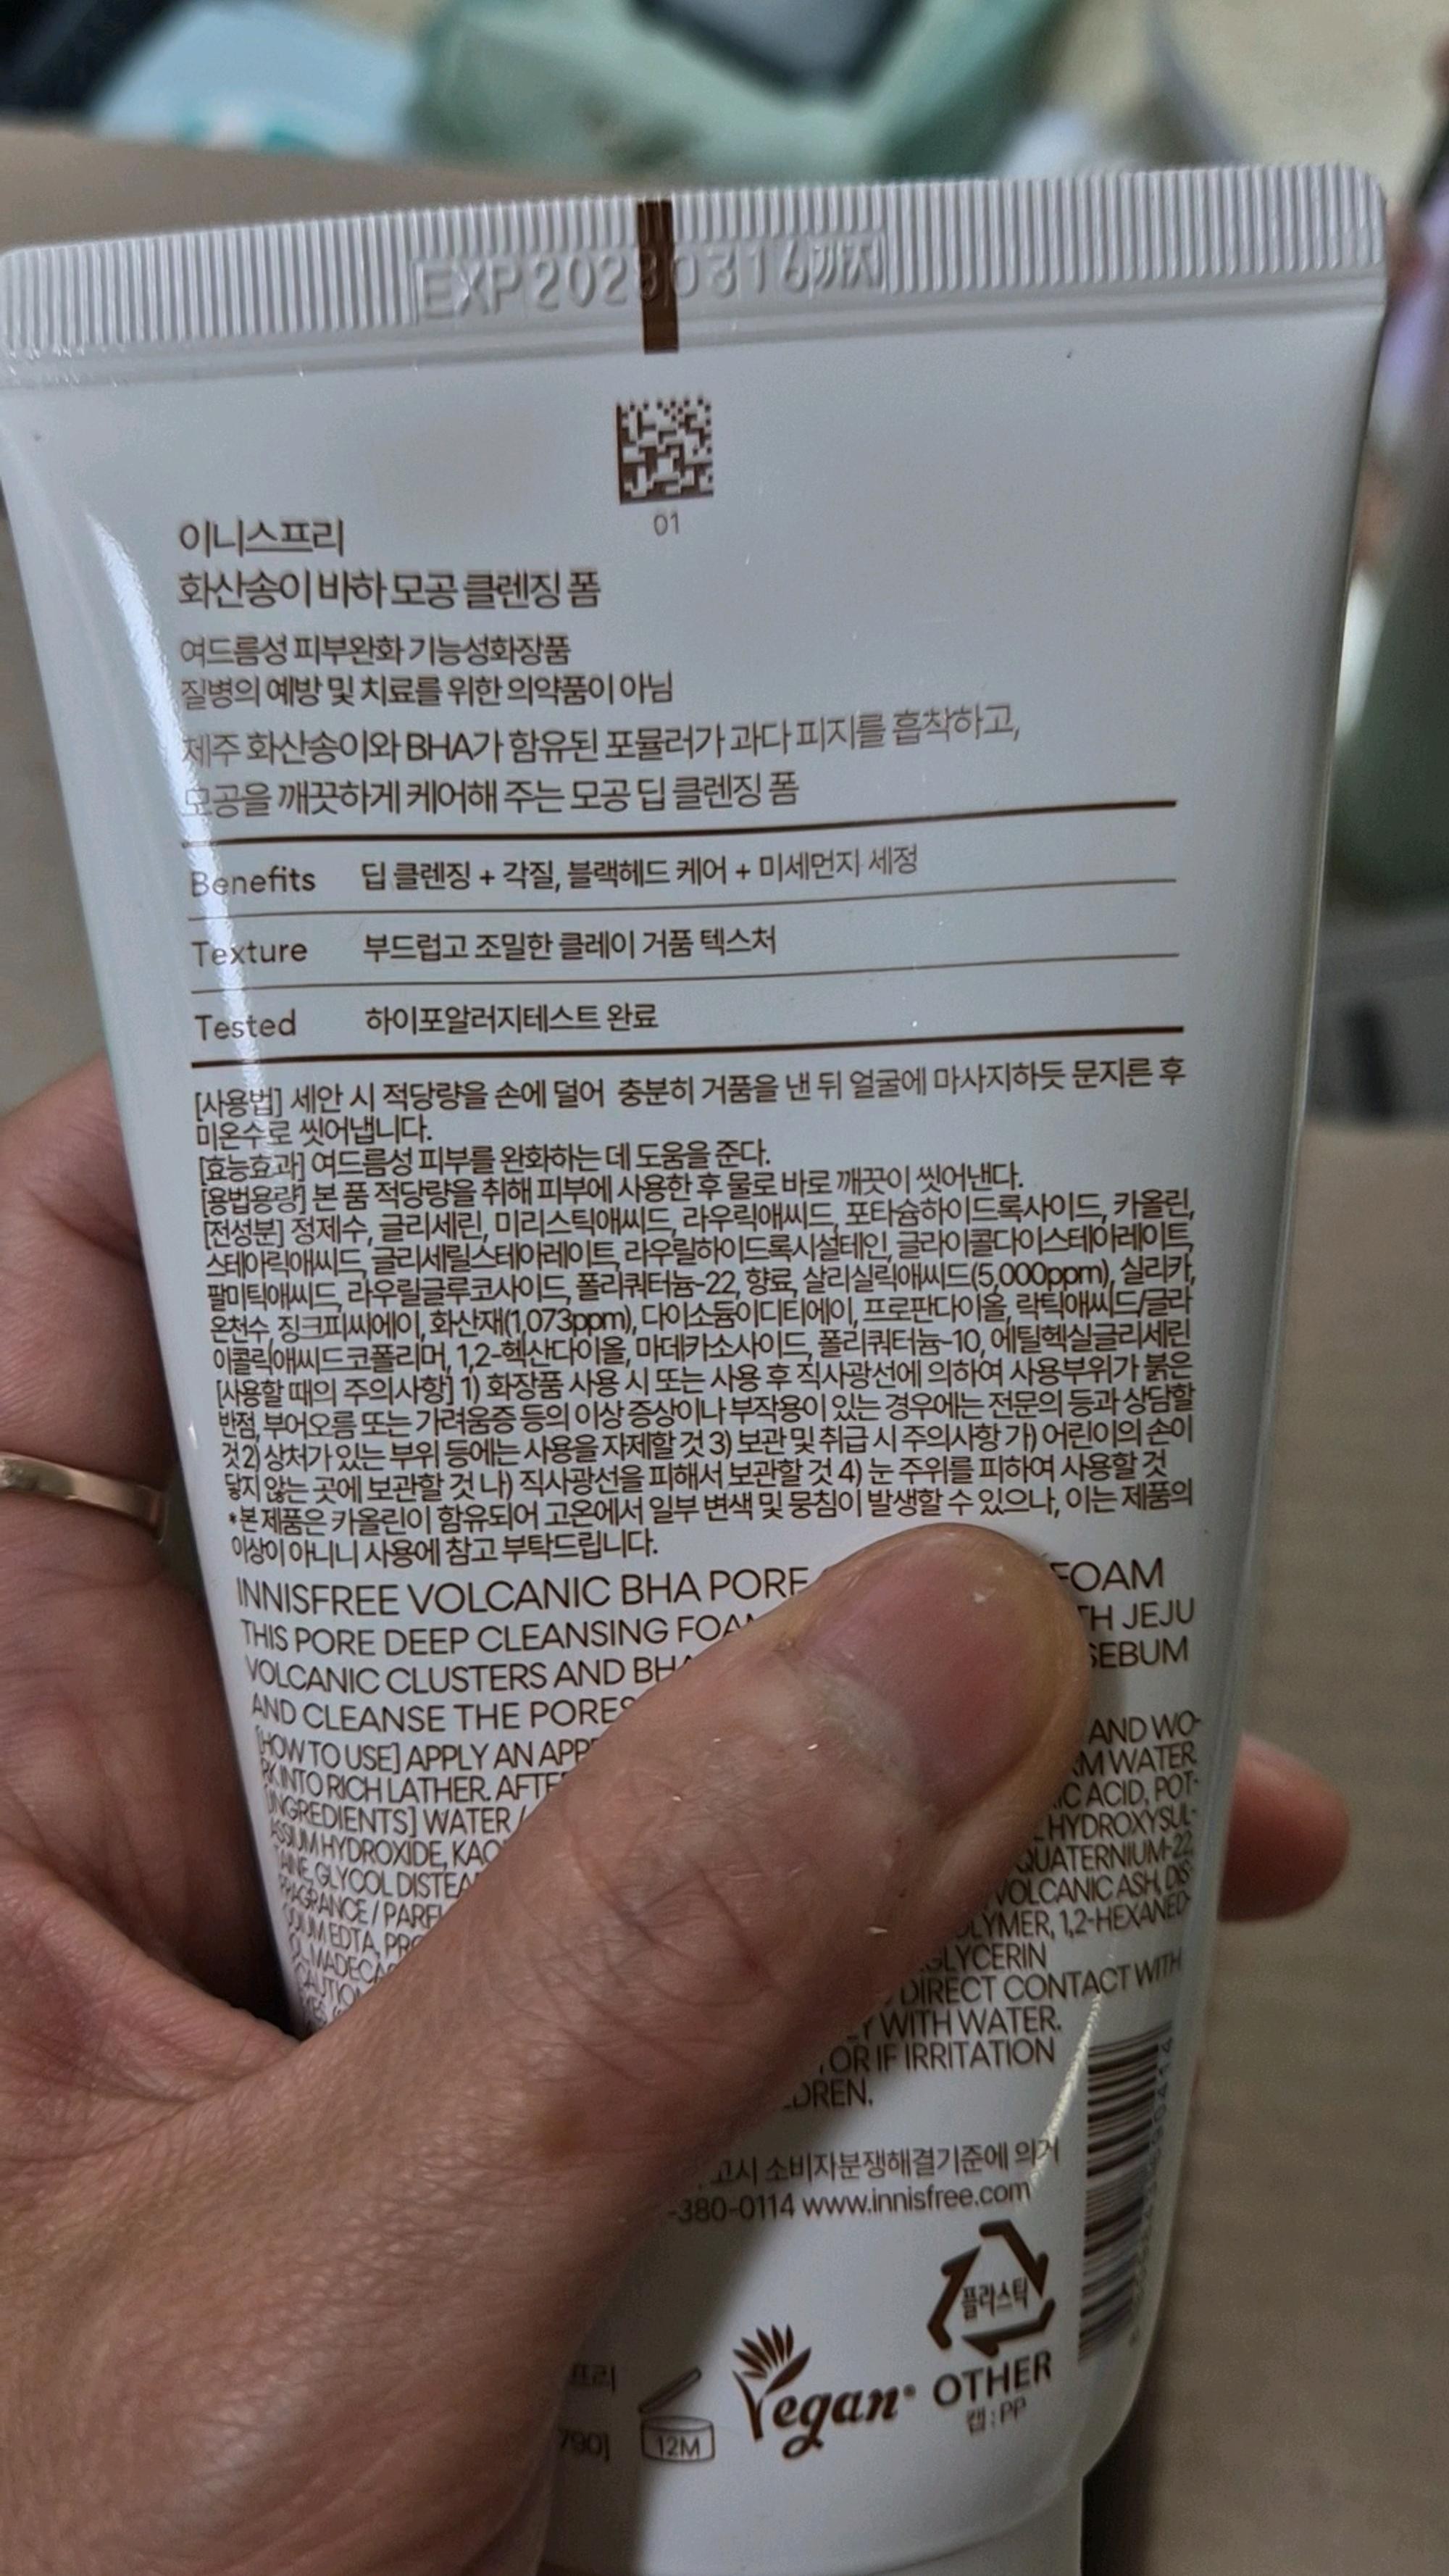 EXP20280316까지
01
이니스프리
화산송이 바하 모공 클렌징 폼
여드름성 피부완화 기능성화장품
질병의 예방 및 치료를 위한 의약품이 아님
제주 화산송이와 BHA가 함유된 포뮬러가 과다 피지를 흡착하고,
모공을 깨끗하게 케어해 주는 모공 딥 클렌징 폼
Benefits 딥 클렌징 + 각질, 블랙헤드 케어 + 미세먼지 세정
Texture 부드럽고 조밀한 클레이 거품 텍스처
Tested 하이포알러지테스트 완료
[사용법] 세안 시 적당량을 손에 덜어 충분히 거품을 낸 뒤 얼굴에 마사지하듯 문지른 후
미온수로 씻어냅니다.
[효능효과] 여드름성 피부를 완화하는 데 도움을 준다.
[용법용량] 본 품 적당량을 취해 피부에 사용한 후 물로 바로 깨끗이 씻어낸다.
[전성분] 정제수, 글리세린, 미리스틱애씨드, 라우릭애씨드, 포타슘하이드록사이드, 카올린,
스테아릭애씨드, 글리세릴스테아레이트, 라우릴하이드록시설테인, 글라이콜다이스테아레이트,
팔미틱애씨드, 라우릴글루코사이드, 폴리쿼터늄-22, 향료, 살리실릭애씨드(5,000ppm), 실리카,
온천수, 징크피씨에이, 화산재(1,073ppm), 다이소듐이디티에이, 프로판다이올, 락틱애씨드/글라
이콜릭애씨드코폴리머, 1,2-헥산다이올, 마데카소사이드, 폴리쿼터늄-10, 에틸헥실글리세린
[사용할 때의 주의사항] 1) 화장품 사용 시 또는 사용 후 직사광선에 의하여 사용부위가 붉은
반점, 부어오름 또는 가려움증 등의 이상 증상이나 부작용이 있는 경우에는 전문의 등과 상담할
것 2) 상처가 있는 부위 등에는 사용을 자제할 것 3) 보관 및 취급 시 주의사항 가) 어린이의 손이
닿지 않는 곳에 보관할 것 나) 직사광선을 피해서 보관할 것 4) 눈 주위를 피하여 사용할 것
*본 제품은 카올린이 함유되어 고온에서 일부 변색 및 뭉침이 발생할 수 있으나, 이는 제품의
이상이 아니니 사용에 참고 부탁드립니다.
INNISFREE VOLCANIC BHA PORE FOAM
THIS PORE DEEP CLEANSING FOAM TH JEJU
VOLCANIC CLUSTERS AND BHA SEBUM
AND CLEANSE THE PORES
[HOW TO USE] APPLY AN APP AND WO-
RK INTO RICH LATHER. AFTE RM WATER.
[INGREDIENTS] WATER / IC ACID, POT-
ASSIUM HYDROXIDE, KAO L HYDROXYSUL-
TAINE, GLYCOL DISTEA QUATERNIUM-22,
FRAGRANCE / PARFU VOLCANIC ASH, DIS-
ODIUM EDTA, PRO OLYMER, 1,2-HEXANED-
OL, MADECAS GLYCERIN
CAUTION DIRECT CONTACT WITH
Y WITH WATER.
OR IF IRRITATION
DREN.
고시 소비자분쟁해결기준에 의거
-380-0114 www.innisfree.com
플라스틱
OTHER
캡 : PP
Vegan
프리
790]
12M